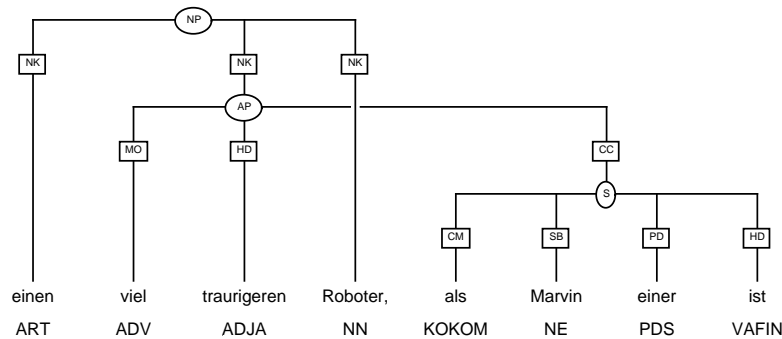 NP
NK NK NK
AP
MO HD CC
S
CM SB PD HD
einen viel traurigeren Roboter, als Marvin einer ist
ART ADV ADJA NN KOKOM NE PDS VAFIN